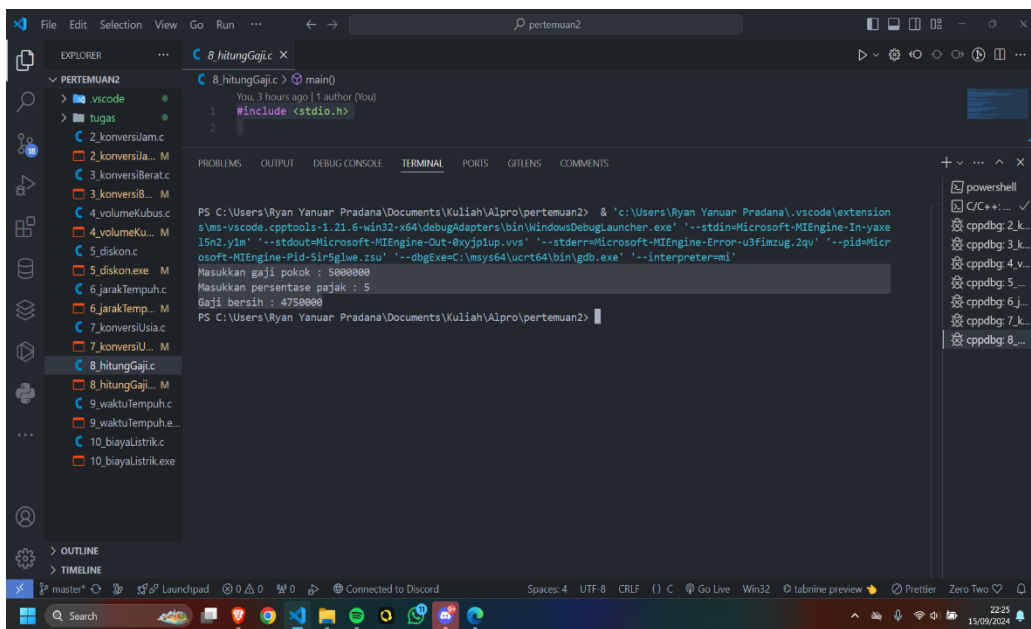 File Edit Selection View Go Run ··· pertemuan2
EXPLORER ···
PERTEMUAN2
.vscode
tugas
2_konversiJam.c
2_konversiJa... M
3_konversiBerat.c
3_konversiB... M
4_volumeKubus.c
4_volumeKu... M
5_diskon.c
5_diskon.exe M
6_jarakTempuh.c
6_jarakTemp... M
7_konversiUsia.c
7_konversiU... M
8_hitungGaji.c
8_hitungGaji... M
9_waktuTempuh.c
9_waktuTempuh.e...
10_biayaListrik.c
10_biayaListrik.exe
OUTLINE
TIMELINE
18
8_hitungGaji.c
8_hitungGaji.c > main()
You, 3 hours ago | 1 author (You)
1 #include <stdio.h>
2
PROBLEMS OUTPUT DEBUG CONSOLE TERMINAL PORTS GITLENS COMMENTS
PS C:\Users\Ryan Yanuar Pradana\Documents\Kuliah\Alpro\pertemuan2> & 'c:\Users\Ryan Yanuar Pradana\.vscode\extension
s\ms-vscode.cpptools-1.21.6-win32-x64\debugAdapters\bin\WindowsDebugLauncher.exe' '--stdin=Microsoft-MIEngine-In-yaxe
l5n2.y1m' '--stdout=Microsoft-MIEngine-Out-0xyjp1up.vvs' '--stderr=Microsoft-MIEngine-Error-u3fimzug.2qv' '--pid=Micr
osoft-MIEngine-Pid-5ir5glwe.zsu' '--dbgExe=C:\msys64\ucrt64\bin\gdb.exe' '--interpreter=mi'
Masukkan gaji pokok : 5000000
Masukkan persentase pajak : 5
Gaji bersih : 4750000
PS C:\Users\Ryan Yanuar Pradana\Documents\Kuliah\Alpro\pertemuan2>
powershell
C/C++: ...
cppdbg: 2_k...
cppdbg: 3_k...
cppdbg: 4_v...
cppdbg: 5_...
cppdbg: 6_j...
cppdbg: 7_k...
cppdbg: 8_...
master* Launchpad 0 0 0 Connected to Discord Spaces: 4 UTF-8 CRLF {} C Go Live Win32 tabnine preview Prettier Zero Two
Search 22:25
15/09/2024